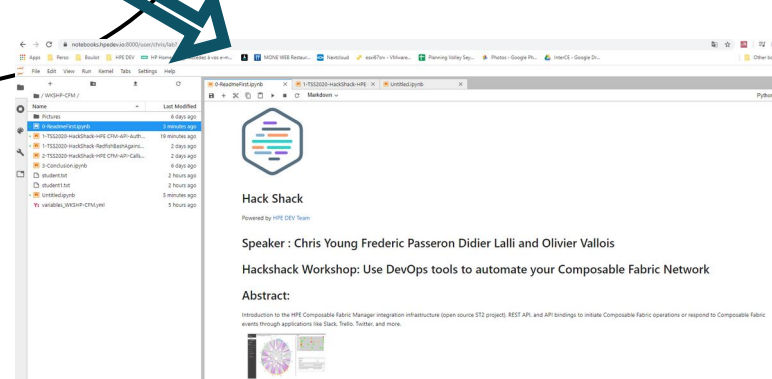 notebooks.hpedev.io:8000/user/chris/lab?
Apps Perso Boulot HPE DEV HP Home MONE WEB Restaur... Nextcloud esxi87srv - VMware... Planning Valley Sey... Photos - Google Ph... InterCE - Google Dr... Other bo
File Edit View Run Kernel Tabs Settings Help
0-ReadmeFirst.ipynb 1-TSS2020-HackShack-HPE Untitled.ipynb
/ WKSHP-CFM /
Markdown
Python
Name Last Modified
Pictures 6 days ago
0-ReadmeFirst.ipynb 3 minutes ago
1-TSS2020-HackShack-HPE CFM-API-Auth... 19 minutes ago
1-TSS2020-HackShack-RedfishBashAgains... 2 days ago
2-TSS2020-HackShack-HPE CFM-API-Calls... 2 days ago
3-Conclusion.ipynb 6 days ago
student.txt 2 hours ago
student1.txt 2 hours ago
Untitled.ipynb 3 minutes ago
variables_WKSHP-CFM.yml 5 hours ago
Hack Shack
Powered by HPE DEV Team
Speaker : Chris Young Frederic Passeron Didier Lalli and Olivier Vallois
Hackshack Workshop: Use DevOps tools to automate your Composable Fabric Network
Abstract:
Introduction to the HPE Composable Fabric Manager integration infrastructure (open source ST2 project), REST API, and API bindings to initiate Composable Fabric operations or respond to Composable Fabric
events through applications like Slack, Trello, Twitter, and more.